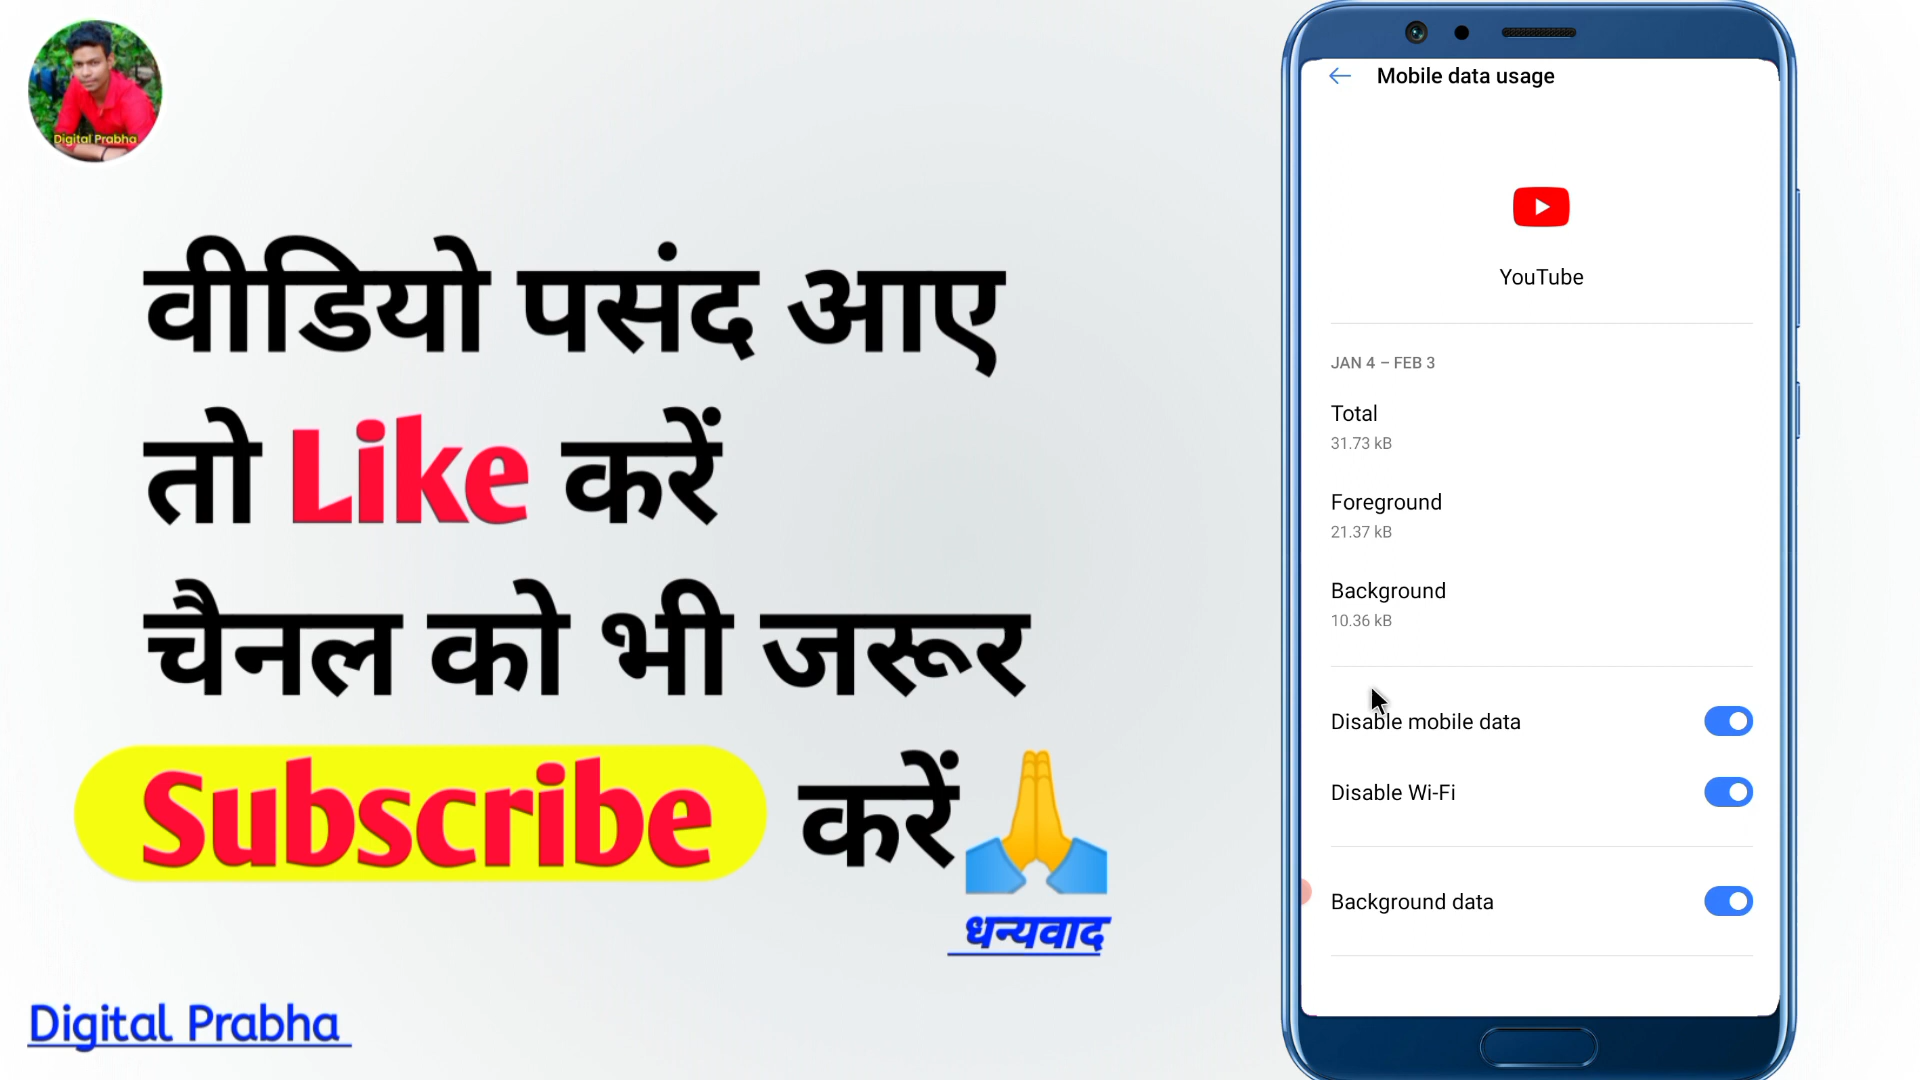 Digital Prabha
वीडियो पसंद आए
तो Like करें
चैनल को भी जरूर
Subscribe करें
धन्यवाद
Digital Prabha
Mobile data usage
YouTube
JAN 4 – FEB 3
Total
31.73 kB
Foreground
21.37 kB
Background
10.36 kB
Disable mobile data
Disable Wi-Fi
Background data